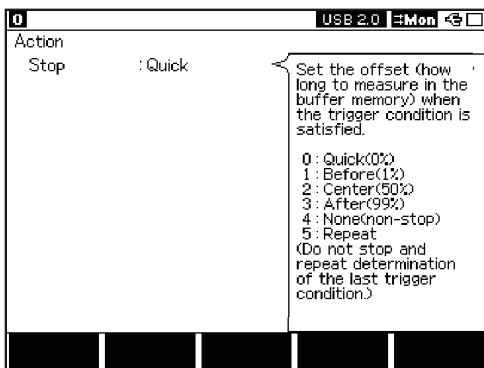 0 USB 2.0 Mon
Action
Stop : Quick
Set the offset (how
long to measure in the
buffer memory) when
the trigger condition is
satisfied.
0 : Quick(0%)
1 : Before(1%)
2 : Center(50%)
3 : After(99%)
4 : None(non-stop)
5 : Repeat
(Do not stop and
repeat determination
of the last trigger
condition.)